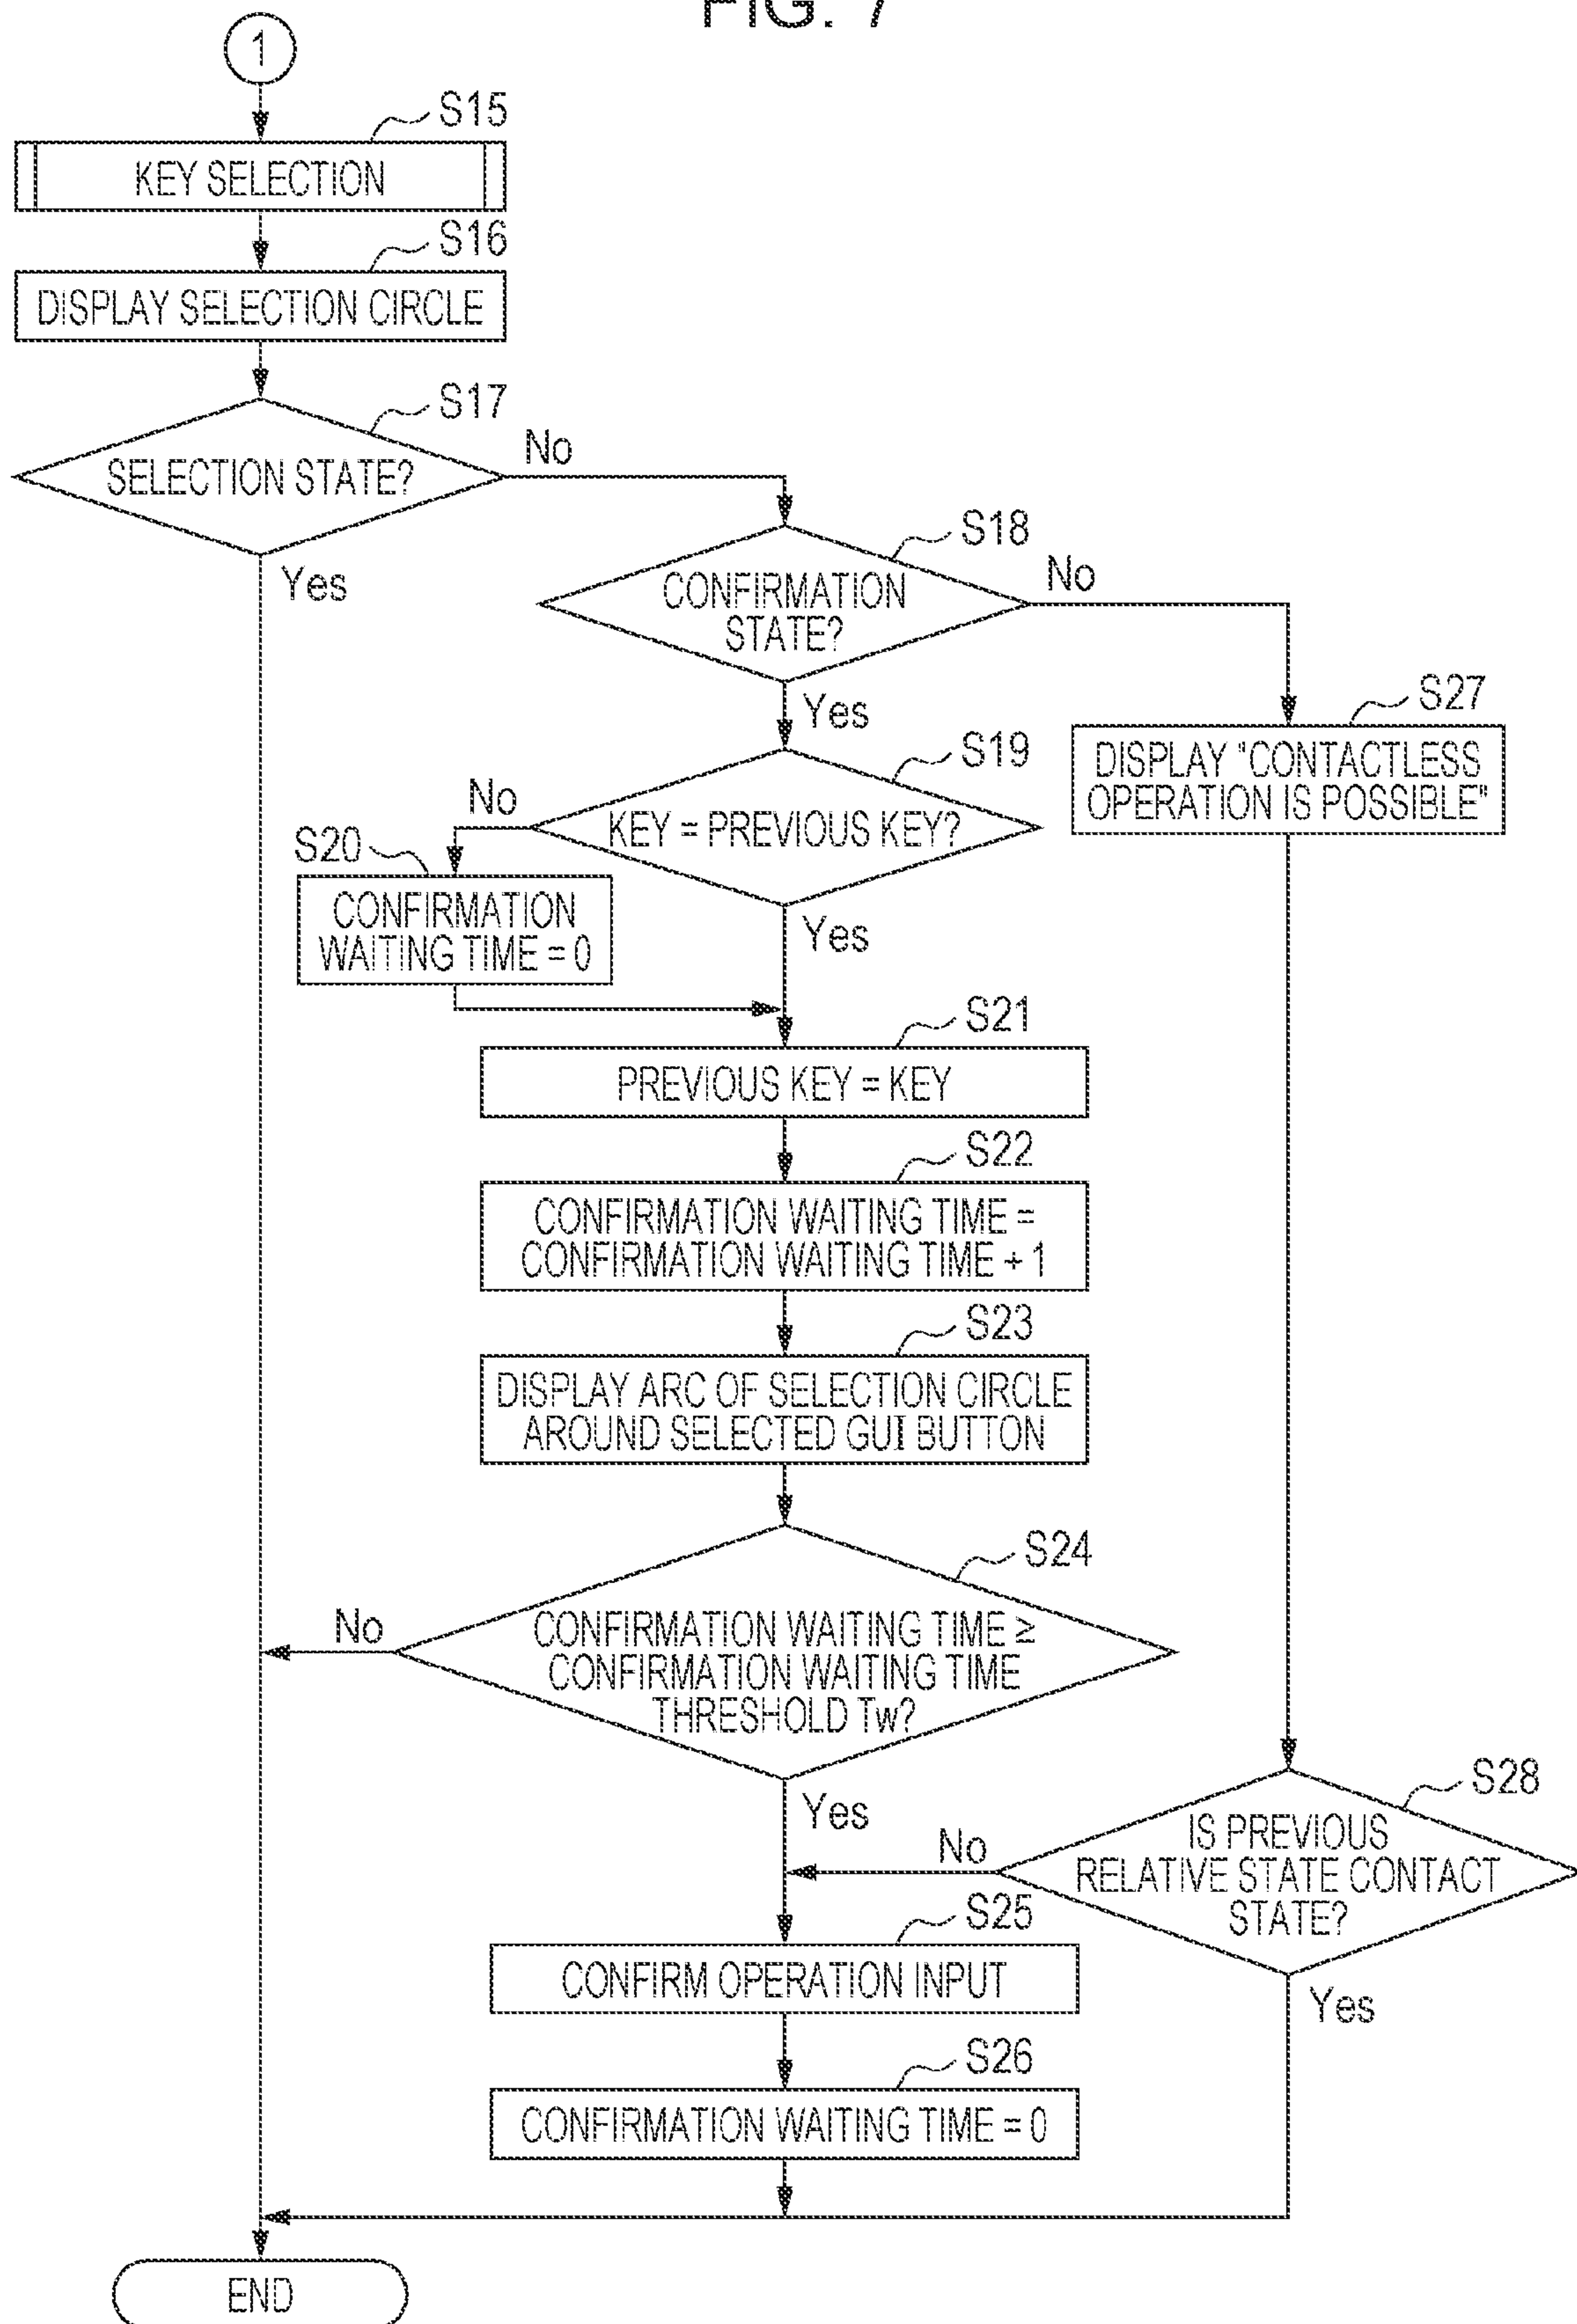 FIG. 7
1
S15
KEY SELECTION
S16
DISPLAY SELECTION CIRCLE
S17
SELECTION STATE?
No
Yes
S18
CONFIRMATION
STATE?
No
Yes
S27
DISPLAY "CONTACTLESS
OPERATION IS POSSIBLE"
S19
KEY = PREVIOUS KEY?
No
Yes
S20
CONFIRMATION
WAITING TIME = 0
S21
PREVIOUS KEY = KEY
S22
CONFIRMATION WAITING TIME =
CONFIRMATION WAITING TIME + 1
S23
DISPLAY ARC OF SELECTION CIRCLE
AROUND SELECTED GUI BUTTON
S24
CONFIRMATION WAITING TIME ≥
CONFIRMATION WAITING TIME
THRESHOLD Tw?
No
Yes
S28
IS PREVIOUS
RELATIVE STATE CONTACT
STATE?
No
Yes
S25
CONFIRM OPERATION INPUT
S26
CONFIRMATION WAITING TIME = 0
END